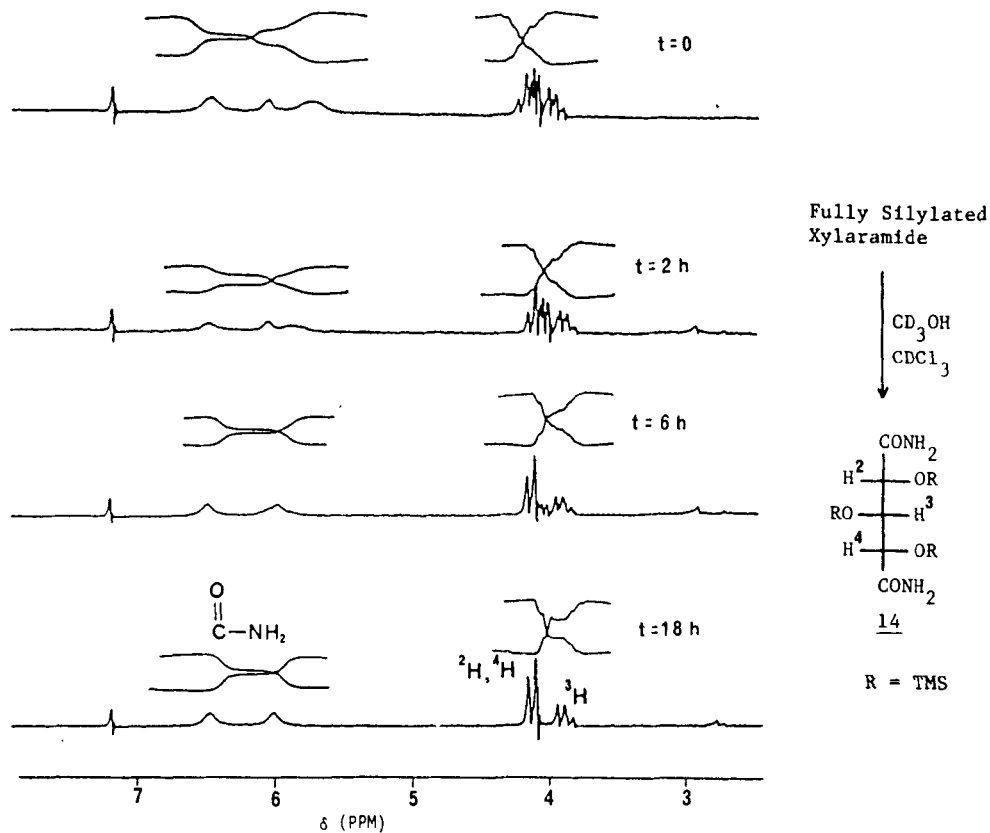 t=0
t=2 h
t=6 h
t=18 h
O
C—NH₂
²H, ⁴H
³H
7
6
5
4
3
δ (PPM)
Fully Silylated
Xylaramide
CD₃OH
CDCl₃
CONH₂
H² OR
RO H³
H⁴ OR
CONH₂
14
R = TMS